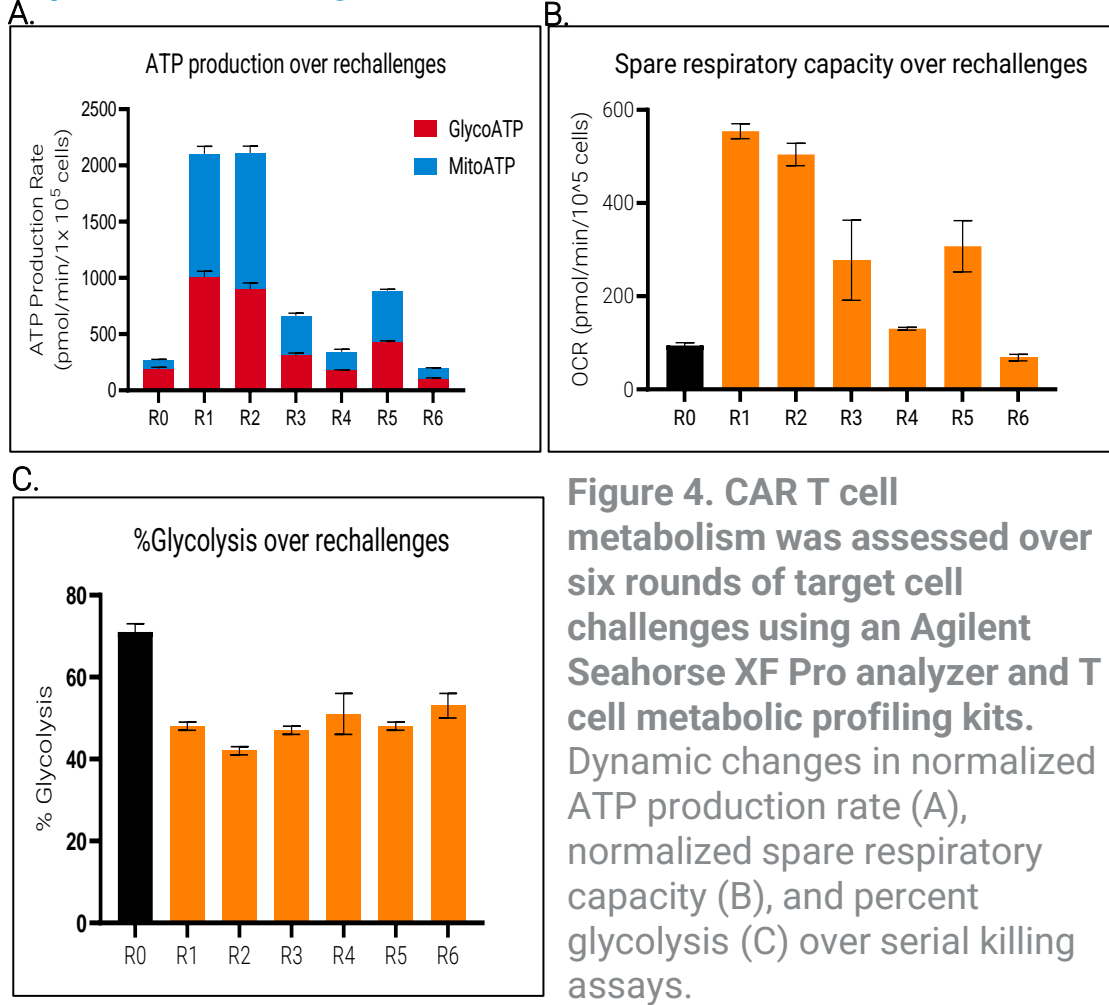 A.
ATP production over rechallenges
ATP Production Rate
(pmol/min/1x 10⁵ cells)
2500
2000
1500
1000
500
0
GlycoATP
MitoATP
R0 R1 R2 R3 R4 R5 R6
B.
Spare respiratory capacity over rechallenges
OCR (pmol/min/10^5 cells)
600
400
200
0
R0 R1 R2 R3 R4 R5 R6
C.
%Glycolysis over rechallenges
% Glycolysis
80
60
40
20
0
R0 R1 R2 R3 R4 R5 R6
Figure 4. CAR T cell
metabolism was assessed over
six rounds of target cell
challenges using an Agilent
Seahorse XF Pro analyzer and T
cell metabolic profiling kits.
Dynamic changes in normalized
ATP production rate (A),
normalized spare respiratory
capacity (B), and percent
glycolysis (C) over serial killing
assays.